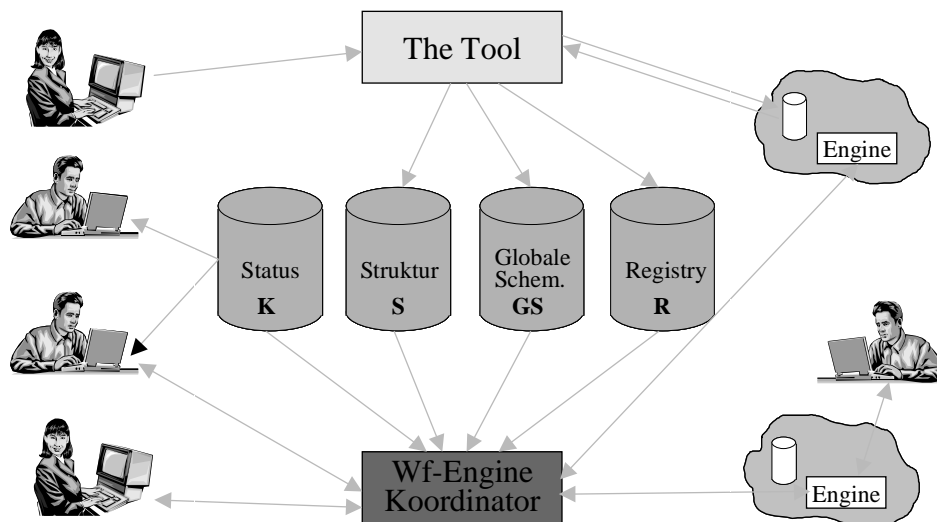 The Tool
Engine
Status
K
Struktur
S
Globale
Schem.
GS
Registry
R
Wf-Engine
Koordinator
Engine